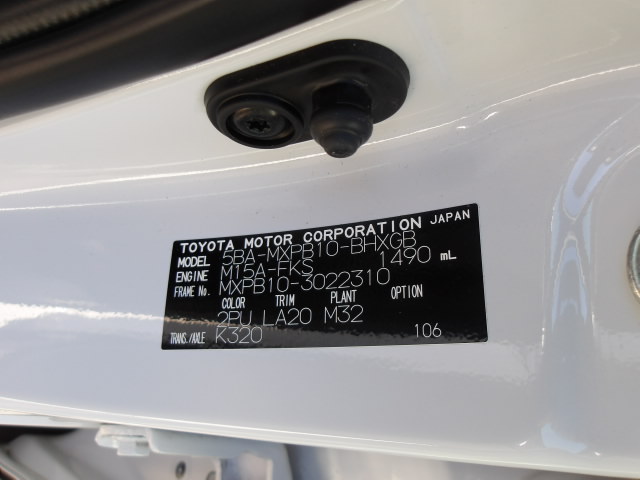 TOYOTA MOTOR CORPORATION JAPAN
MODEL 5BA-MXPB10-BHXGB
ENGINE M15A-FKS 1490 mL
FRAME No. MXPB10-3022310
COLOR TRIM PLANT OPTION
2PU LA20 M32
TRANS./AXLE K320 106